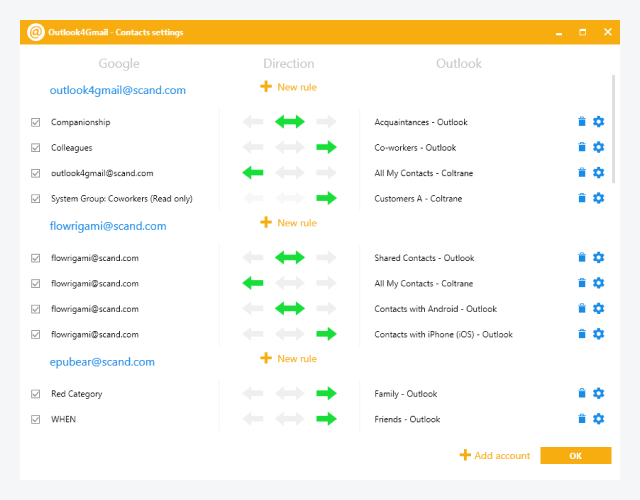 @ Outlook4Gmail - Contacts settings
Google Direction Outlook
outlook4gmail@scand.com + New rule
Companionship Acquaintances - Outlook
Colleagues Co-workers - Outlook
outlook4gmail@scand.com All My Contacts - Coltrane
System Group: Coworkers (Read only) Customers A - Coltrane
flowrigami@scand.com + New rule
flowrigami@scand.com Shared Contacts - Outlook
flowrigami@scand.com All My Contacts - Coltrane
flowrigami@scand.com Contacts with Android - Outlook
flowrigami@scand.com Contacts with iPhone (iOS) - Outlook
epubear@scand.com + New rule
Red Category Family - Outlook
WHEN Friends - Outlook
+ Add account OK